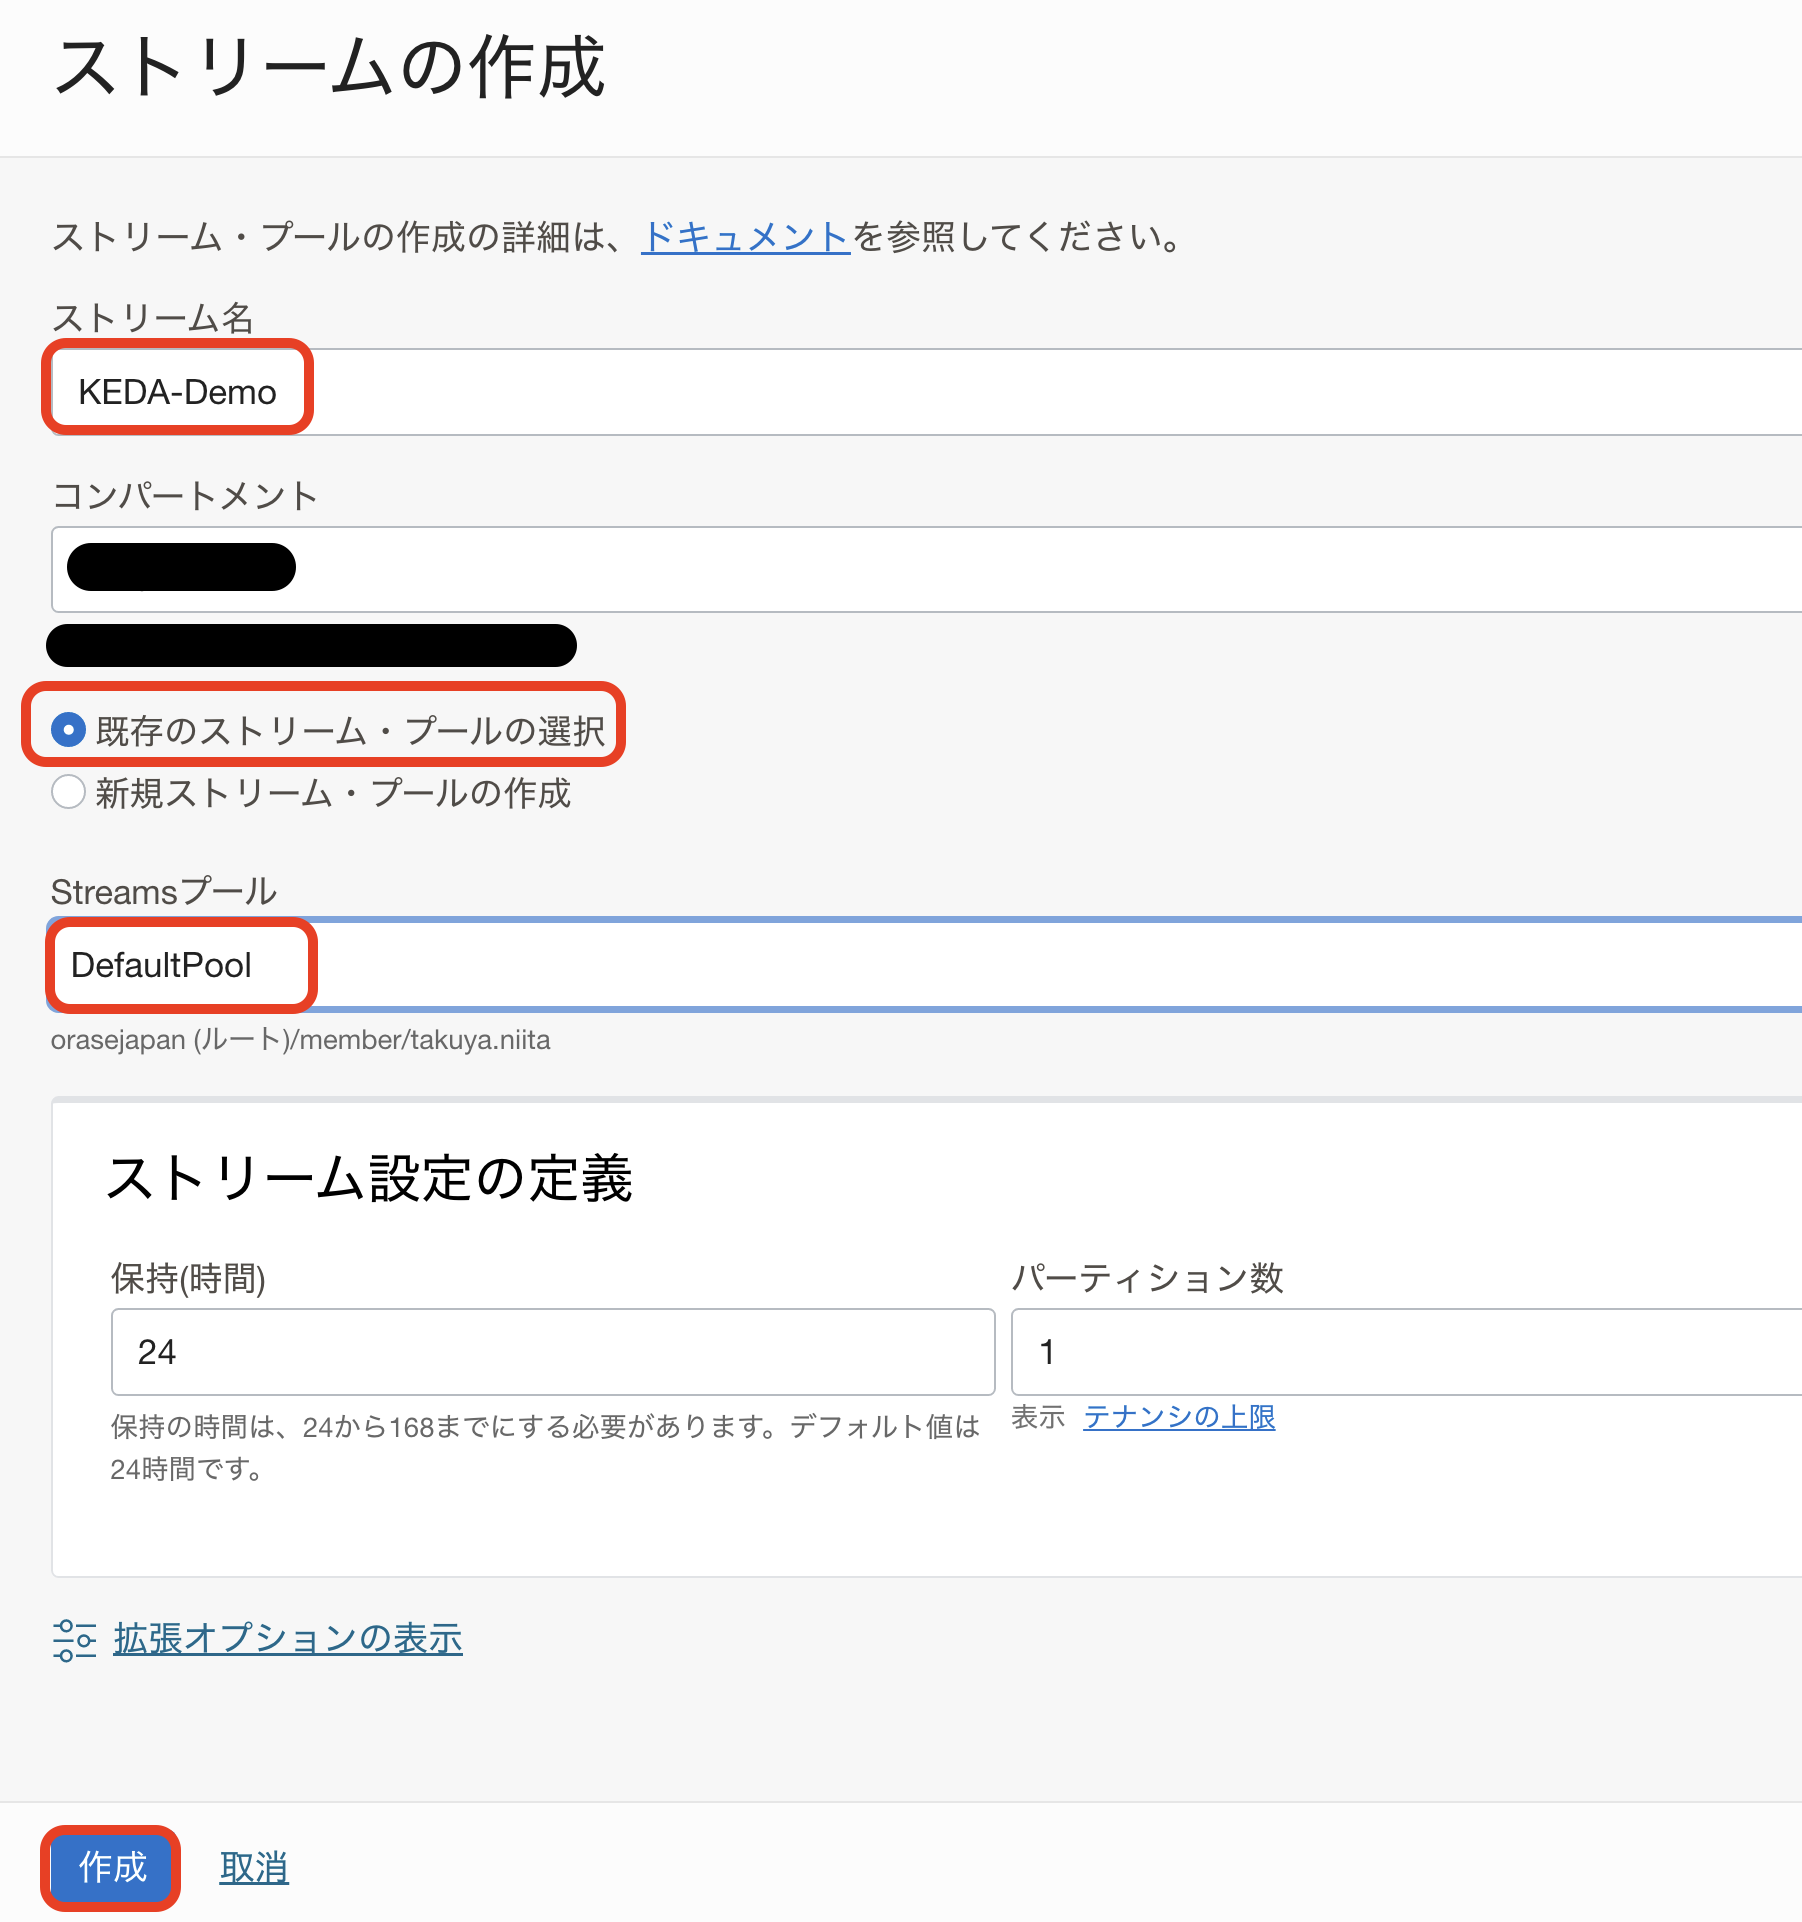 ストリームの作成
ストリーム・プールの作成の詳細は、ドキュメントを参照してください。
ストリーム名
KEDA-Demo
コンパートメント
既存のストリーム・プールの選択
新規ストリーム・プールの作成
Streamsプール
DefaultPool
orasejapan (ルート)/member/takuya.niita
ストリーム設定の定義
保持(時間)
24
保持の時間は、24から168までにする必要があります。デフォルト値は
24時間です。
パーティション数
1
表示 テナンシの上限
拡張オプションの表示
作成 取消